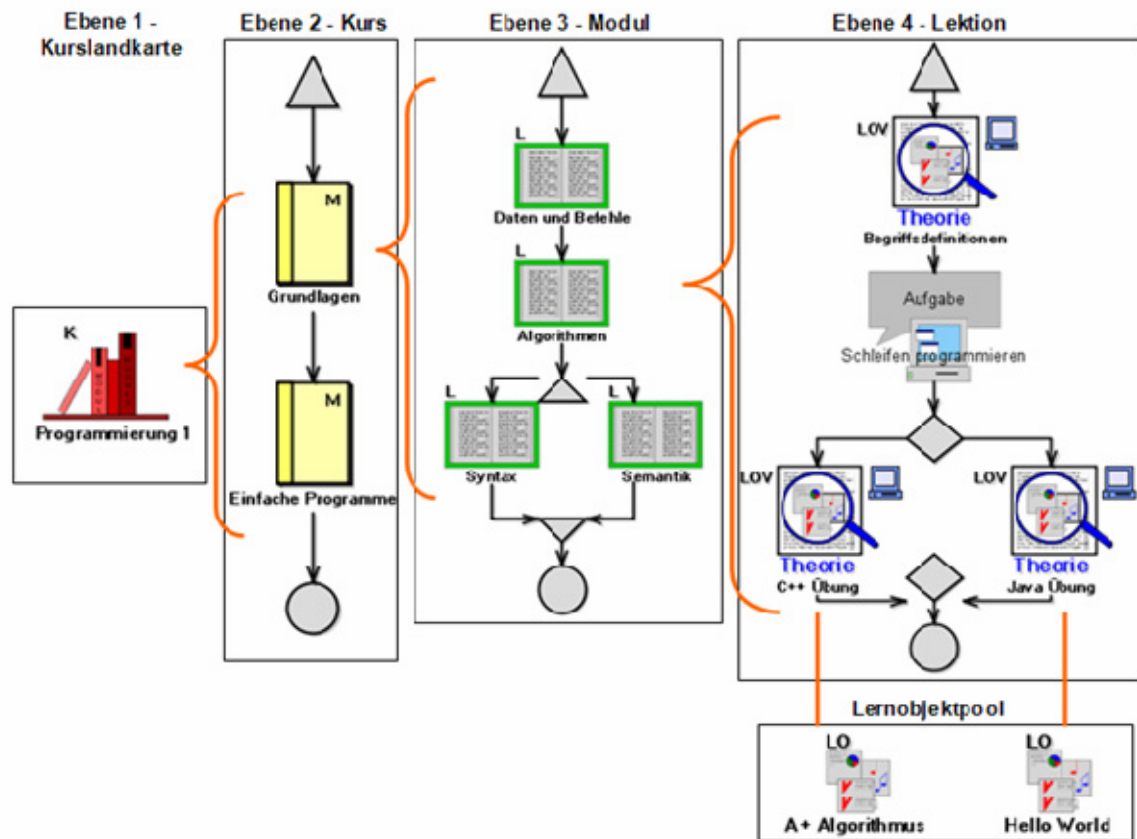 Ebene 1 -
Kurslandkarte
K
Programmierung 1
Ebene 2 - Kurs
M
Grundlagen
M
Einfache Programme
Ebene 3 - Modul
L
Daten und Befehle
L
Algorithmen
L
L
Syntax
Semantik
Ebene 4 - Lektion
LOV
Theorie
Begriffsdefinitionen
Aufgabe
Schleifen programmieren
LOV
LOV
Theorie
Theorie
C++ Übung
Java Übung
Lernobjektpool
LO
LO
A+ Algorithmus
Hello World